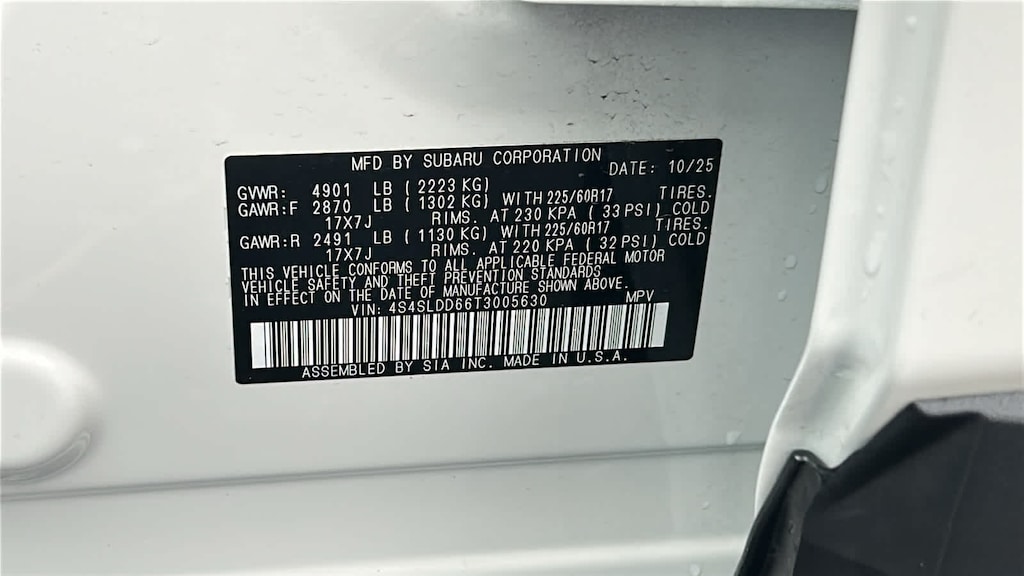 MFD BY SUBARU CORPORATION DATE: 10/25
GVWR: 4901 LB ( 2223 KG)
GAWR:F 2870 LB ( 1302 KG) WITH 225/60R17 TIRES.
17X7J RIMS. AT 230 KPA ( 33 PSI) COLD
GAWR:R 2491 LB ( 1130 KG) WITH 225/60R17 TIRES.
17X7J RIMS. AT 220 KPA ( 32 PSI) COLD
THIS VEHICLE CONFORMS TO ALL APPLICABLE FEDERAL MOTOR
VEHICLE SAFETY AND THEFT PREVENTION STANDARDS
IN EFFECT ON THE DATE OF MANUFACTURE SHOWN ABOVE.
VIN: 4S4SLDD66T3005630 MPV
ASSEMBLED BY SIA INC. MADE IN U.S.A.